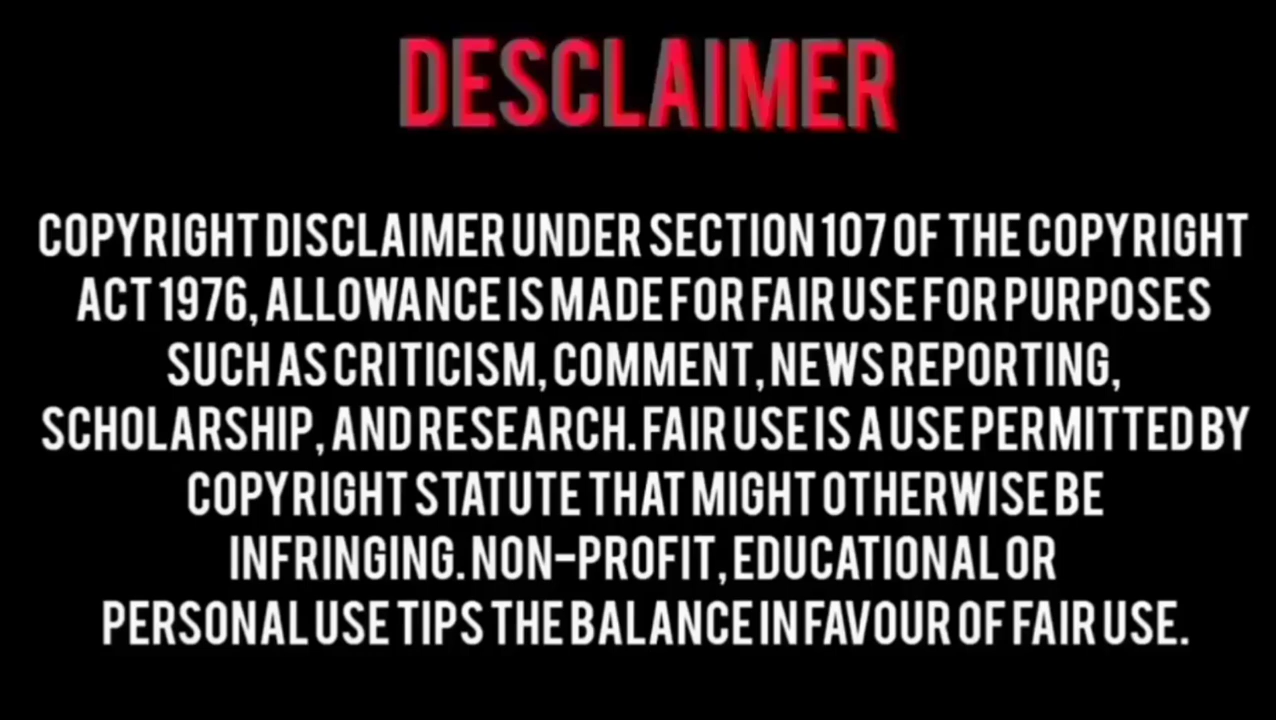 DESCLAIMER
COPYRIGHT DISCLAIMER UNDER SECTION 107 OF THE COPYRIGHT
ACT 1976, ALLOWANCE IS MADE FOR FAIR USE FOR PURPOSES
SUCH AS CRITICISM, COMMENT, NEWS REPORTING,
SCHOLARSHIP, AND RESEARCH. FAIR USE IS A USE PERMITTED BY
COPYRIGHT STATUTE THAT MIGHT OTHERWISE BE
INFRINGING. NON-PROFIT, EDUCATIONAL OR
PERSONAL USE TIPS THE BALANCE IN FAVOUR OF FAIR USE.